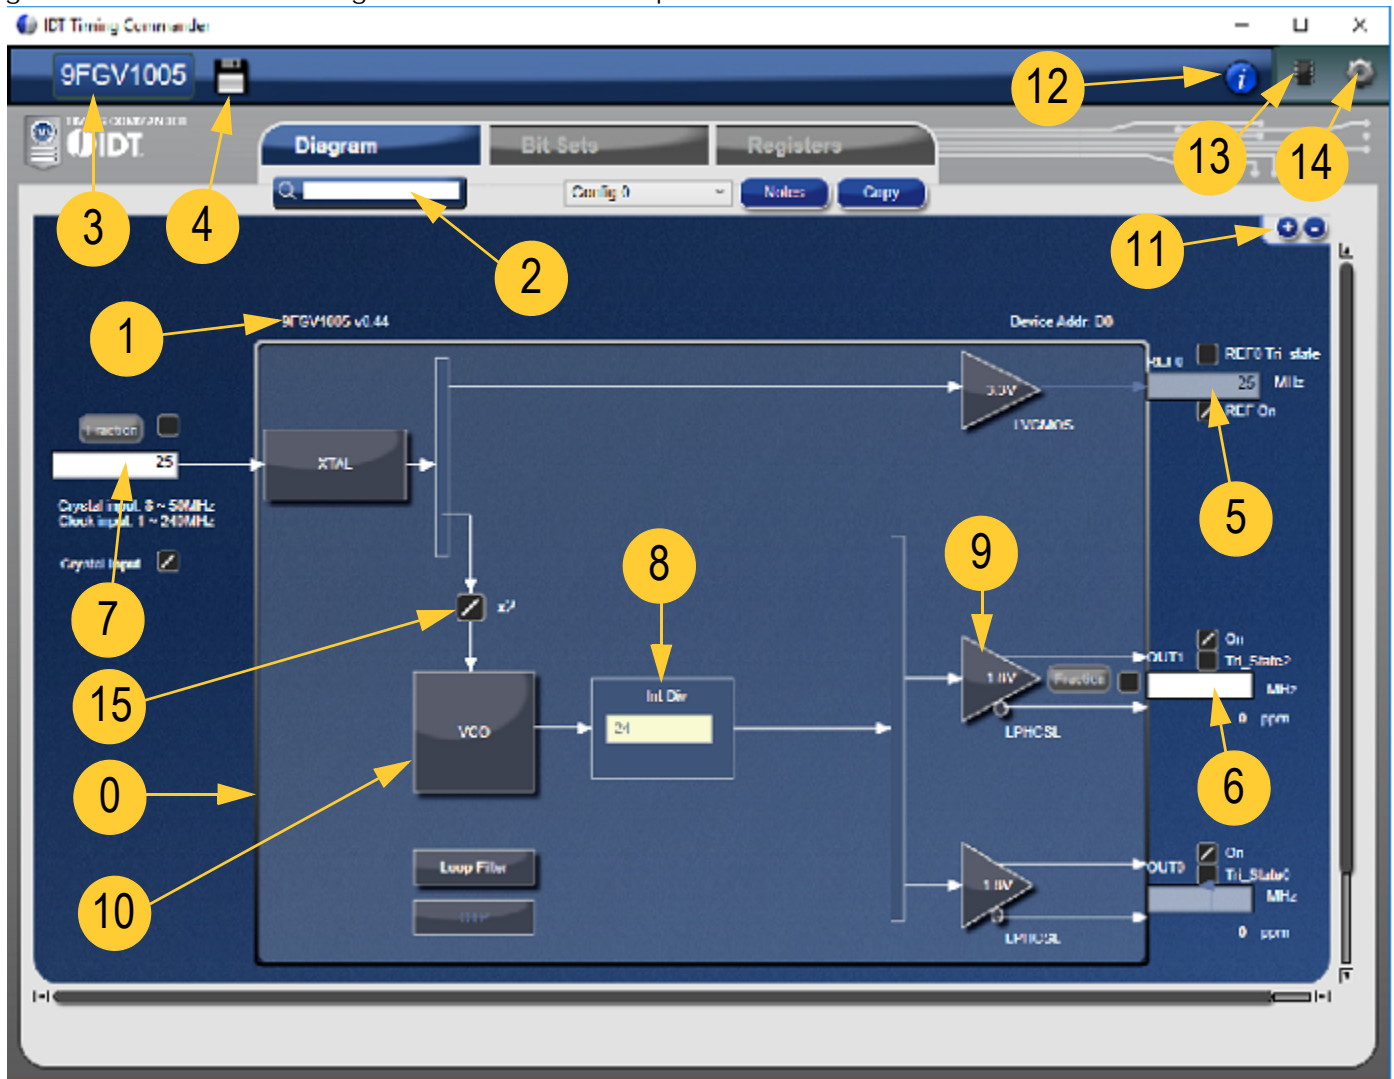 IDT Timing Commander
9FGV1005
12
TIMING COMMANDER
IDT
Diagram
Bit Sets
Registers
13
14
3
4
Config 0
Notes
Copy
2
11
1
9FGV1005 v0.44
Device Addr: D0
REF0
REF0 Tri_state
25
MHz
3.3V
REF On
LVCMOS
Fraction
25
XTAL
Crystal input. 8 ~ 50MHz
Clock input. 1 ~ 240MHz
5
8
9
Crystal Input
7
x2
On
OUT1
Tri_State2
15
Int Div
1.8V
Fraction
MHz
VCO
24
0 ppm
LPHCSL
0
6
On
Loop Filter
OUT0
Tri_State0
1.8V
MHz
10
0 ppm
LPHCSL